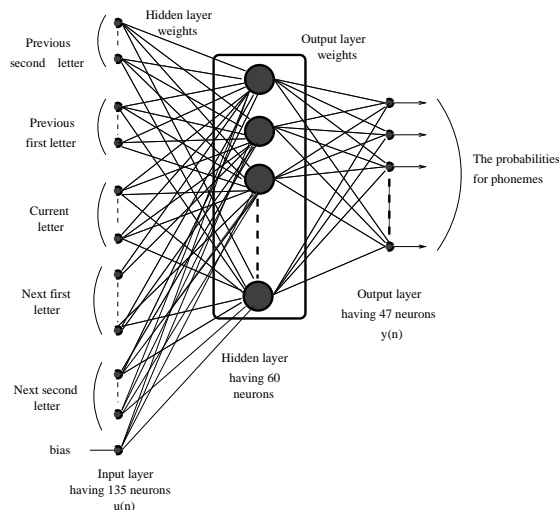 Hidden layer
weights
Output layer
weights
Previous
second letter
Previous
first letter
Current
letter
Next first
letter
Next second
letter
bias
Input layer
having 135 neurons
u(n)
Hidden layer
having 60
neurons
Output layer
having 47 neurons
y(n)
The probabilities
for phonemes